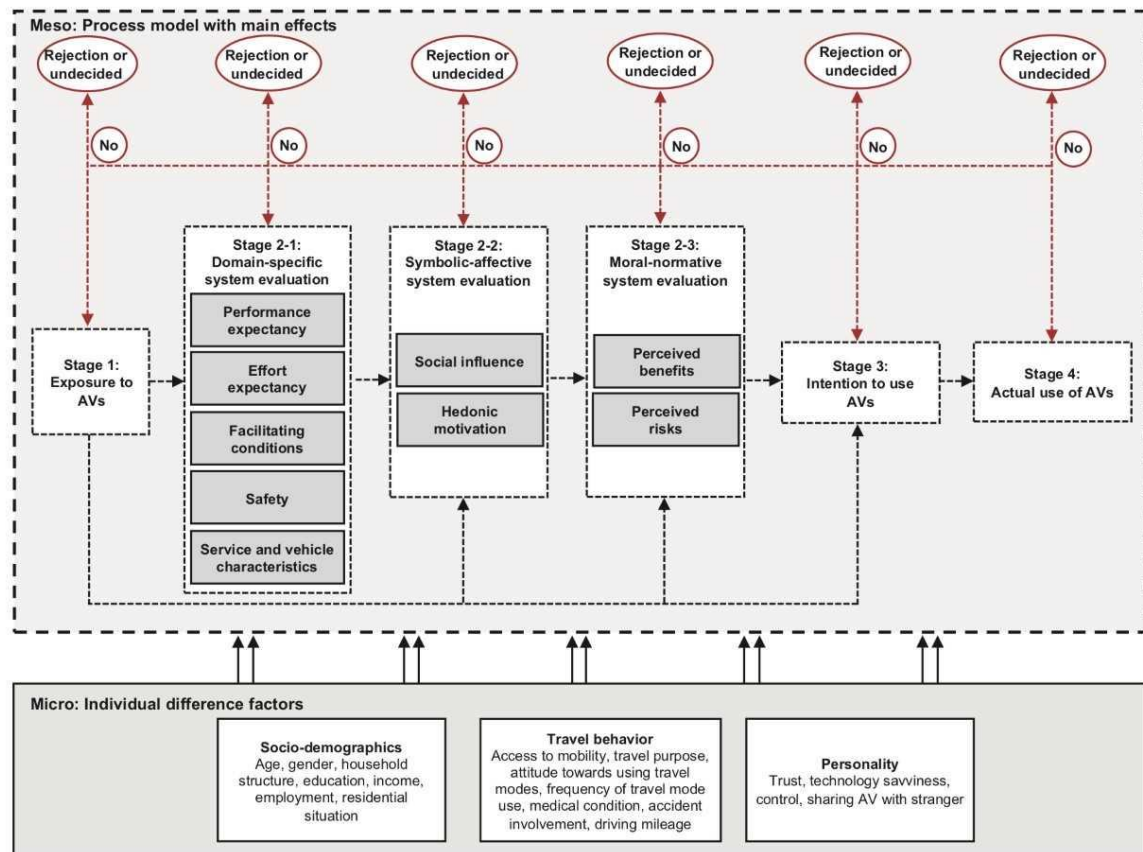 Meso: Process model with main effects
Rejection or
undecided
Rejection or
undecided
Rejection or
undecided
Rejection or
undecided
Rejection or
undecided
Rejection or
undecided
No
No
No
No
No
No
Stage 1:
Exposure to
AVs
Stage 2-1:
Domain-specific
system evaluation
Performance
expectancy
Effort
expectancy
Facilitating
conditions
Safety
Service and vehicle
characteristics
Stage 2-2:
Symbolic-affective
system evaluation
Social influence
Hedonic
motivation
Stage 2-3:
Moral-normative
system evaluation
Perceived
benefits
Perceived
risks
Stage 3:
Intention to use
AVs
Stage 4:
Actual use of AVs
Micro: Individual difference factors
Socio-demographics
Age, gender, household
structure, education, income,
employment, residential
situation
Travel behavior
Access to mobility, travel purpose,
attitude towards using travel
modes, frequency of travel mode
use, medical condition, accident
involvement, driving mileage
Personality
Trust, technology savviness,
control, sharing AV with stranger